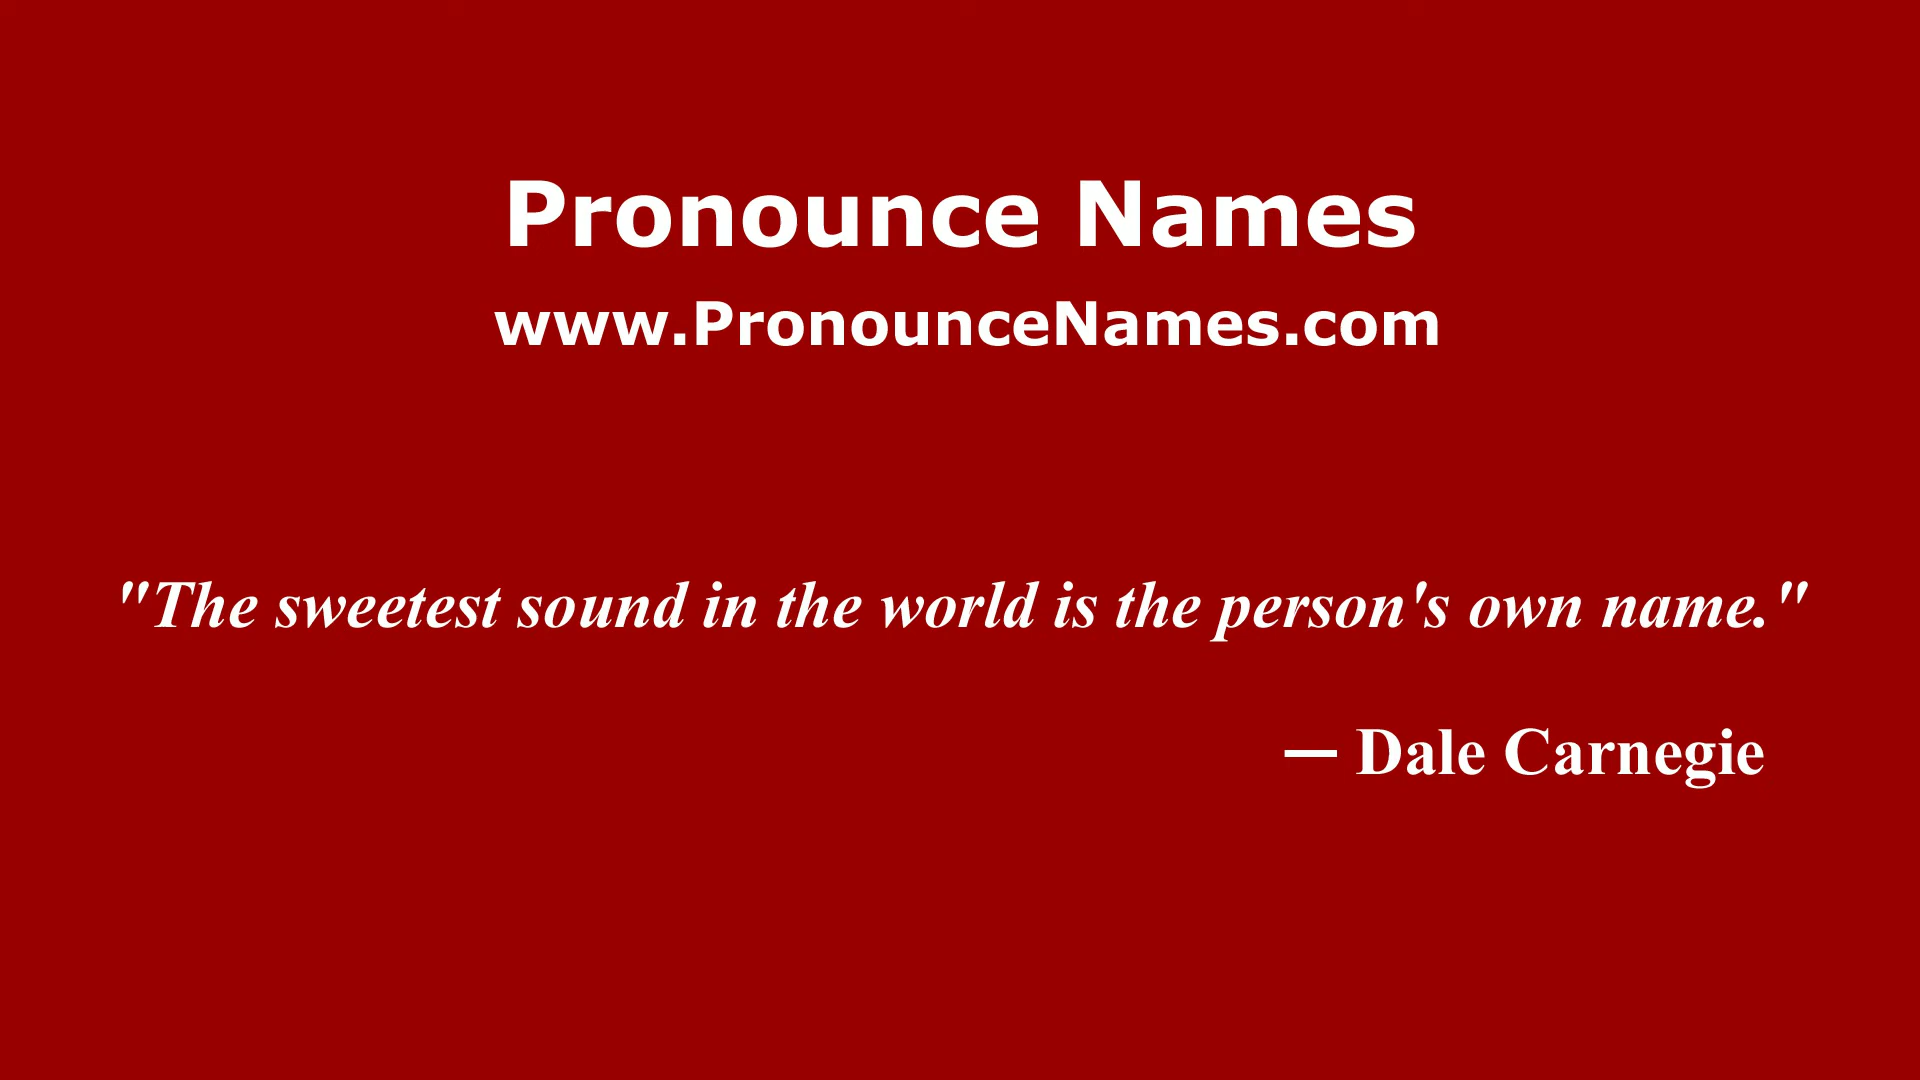 Pronounce Names
www.PronounceNames.com
"The sweetest sound in the world is the person's own name."
— Dale Carnegie